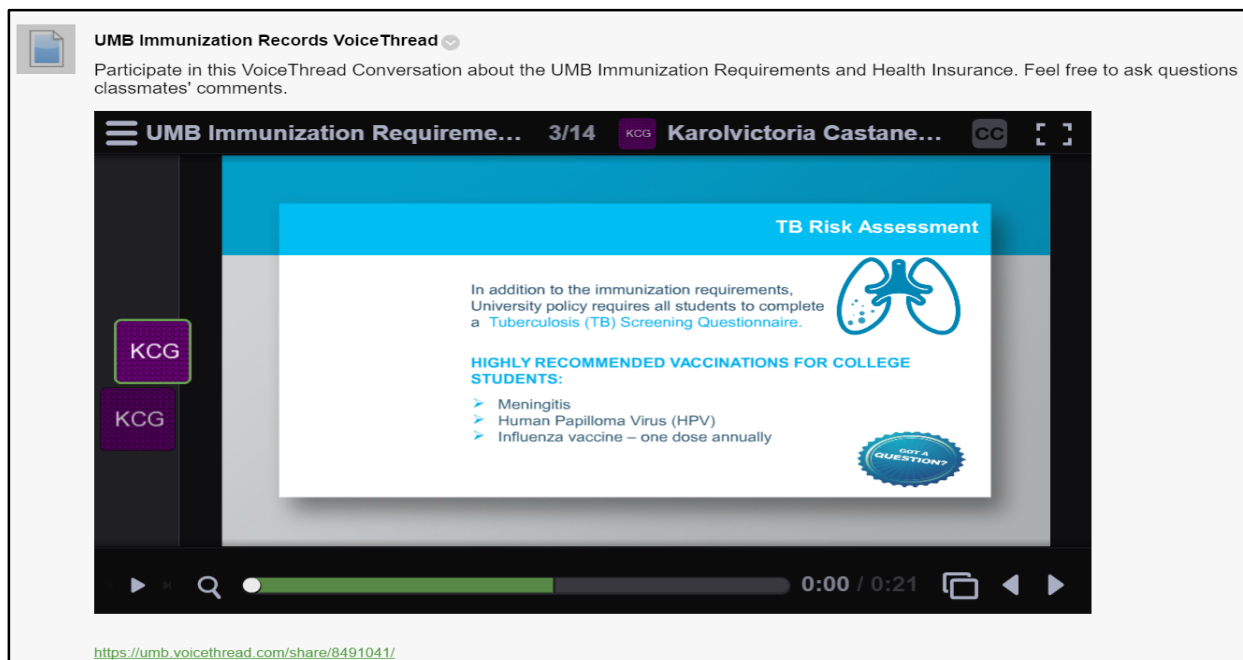 UMB Immunization Records VoiceThread
Participate in this VoiceThread Conversation about the UMB Immunization Requirements and Health Insurance. Feel free to ask questions
classmates' comments.
UMB Immunization Requireme... 3/14 KCG Karolvictoria Castane... CC
TB Risk Assessment
In addition to the immunization requirements,
University policy requires all students to complete
a Tuberculosis (TB) Screening Questionnaire.
HIGHLY RECOMMENDED VACCINATIONS FOR COLLEGE
STUDENTS:
➢ Meningitis
➢ Human Papilloma Virus (HPV)
➢ Influenza vaccine – one dose annually
GOT A
QUESTION?
KCG
KCG
0:00 / 0:21
https://umb.voicethread.com/share/8491041/